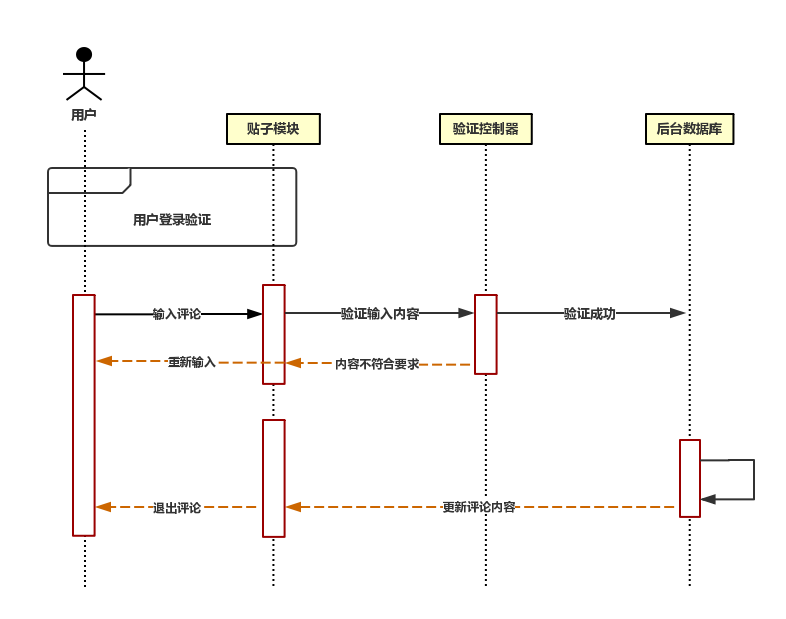 用户
贴子模块
验证控制器
后台数据库
用户登录验证
输入评论
验证输入内容
验证成功
重新输入
内容不符合要求
退出评论
更新评论内容